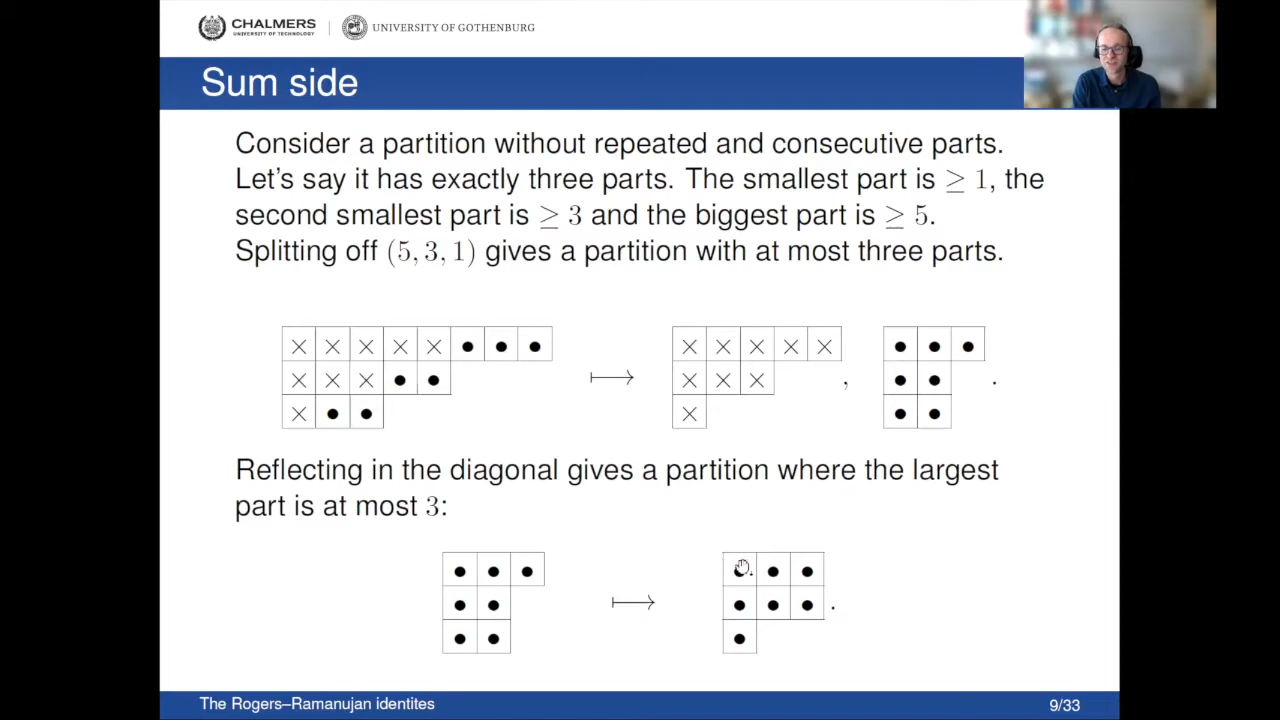 CHALMERS
UNIVERSITY OF TECHNOLOGY
UNIVERSITY OF GOTHENBURG
Sum side
Consider a partition without repeated and consecutive parts.
Let's say it has exactly three parts. The smallest part is ≥ 1, the
second smallest part is ≥ 3 and the biggest part is ≥ 5.
Splitting off (5, 3, 1) gives a partition with at most three parts.
Reflecting in the diagonal gives a partition where the largest
part is at most 3:
The Rogers–Ramanujan identites
9/33